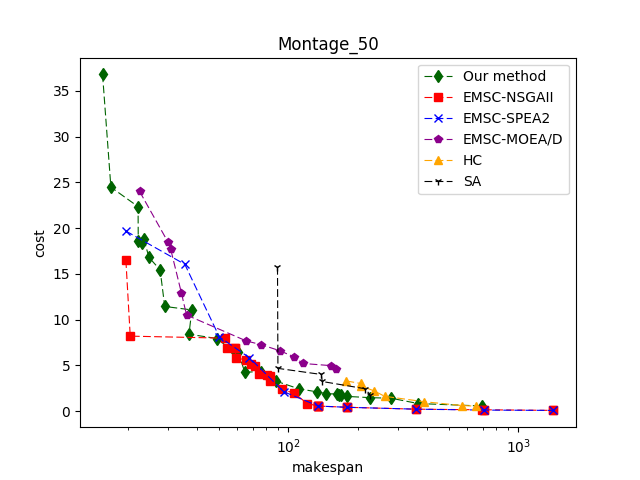 Montage_50
Our method
EMSC-NSGAII
EMSC-SPEA2
EMSC-MOEA/D
HC
SA
cost
35
30
25
20
15
10
5
0
10²
10³
makespan